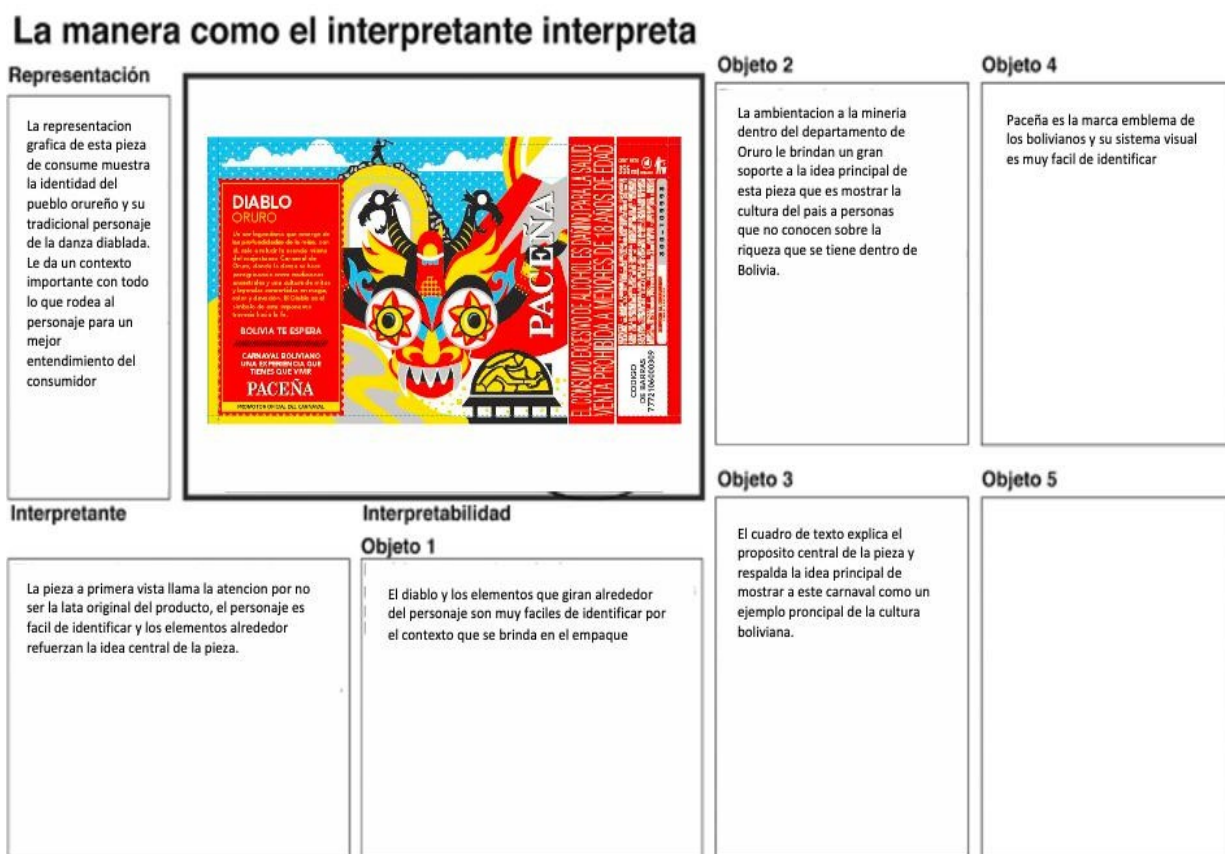 La manera como el interpretante interpreta
Representación
La representacion
grafica de esta pieza
de consume muestra
la identidad del
pueblo orureño y su
tradicional personaje
de la danza diablada.
Le da un contexto
importante con todo
lo que rodea al
personaje para un
mejor
entendimiento del
consumidor
DIABLO
ORURO
BOLIVIA TE ESPERA
CARNAVAL BOLIVIANO
UNA EXPERIENCIA QUE
TIENES QUE VIVIR
PACEÑA
PROMOTOR OFICIAL DEL CARNAVAL
PACEÑA
EL CONSUMO EXCESIVO DE ALCOHOL ES DAÑINO PARA LA SALUD
VENTA PROHIBIDA A MENORES DE 18 AÑOS DE EDAD
CODIGO
DE BARRAS
7772106000309
Objeto 2
La ambientacion a la mineria
dentro del departamento de
Oruro le brindan un gran
soporte a la idea principal de
esta pieza que es mostrar la
cultura del pais a personas
que no conocen sobre la
riqueza que se tiene dentro de
Bolivia.
Objeto 4
Paceña es la marca emblema de
los bolivianos y su sistema visual
es muy facil de identificar
Interpretante
La pieza a primera vista llama la atencion por no
ser la lata original del producto, el personaje es
facil de identificar y los elementos alrededor
refuerzan la idea central de la pieza.
Interpretabilidad
Objeto 1
El diablo y los elementos que giran alrededor
del personaje son muy faciles de identificar por
el contexto que se brinda en el empaque
Objeto 3
El cuadro de texto explica el
proposito central de la pieza y
respalda la idea principal de
mostrar a este carnaval como un
ejemplo proncipal de la cultura
boliviana.
Objeto 5